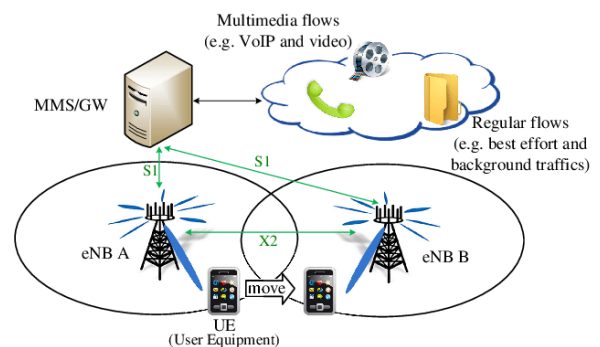 Multimedia flows
(e.g. VoIP and video)
MMS/GW
Regular flows
(e.g. best effort and
background traffics)
S1
S1
X2
eNB A
eNB B
move
UE
(User Equipment)